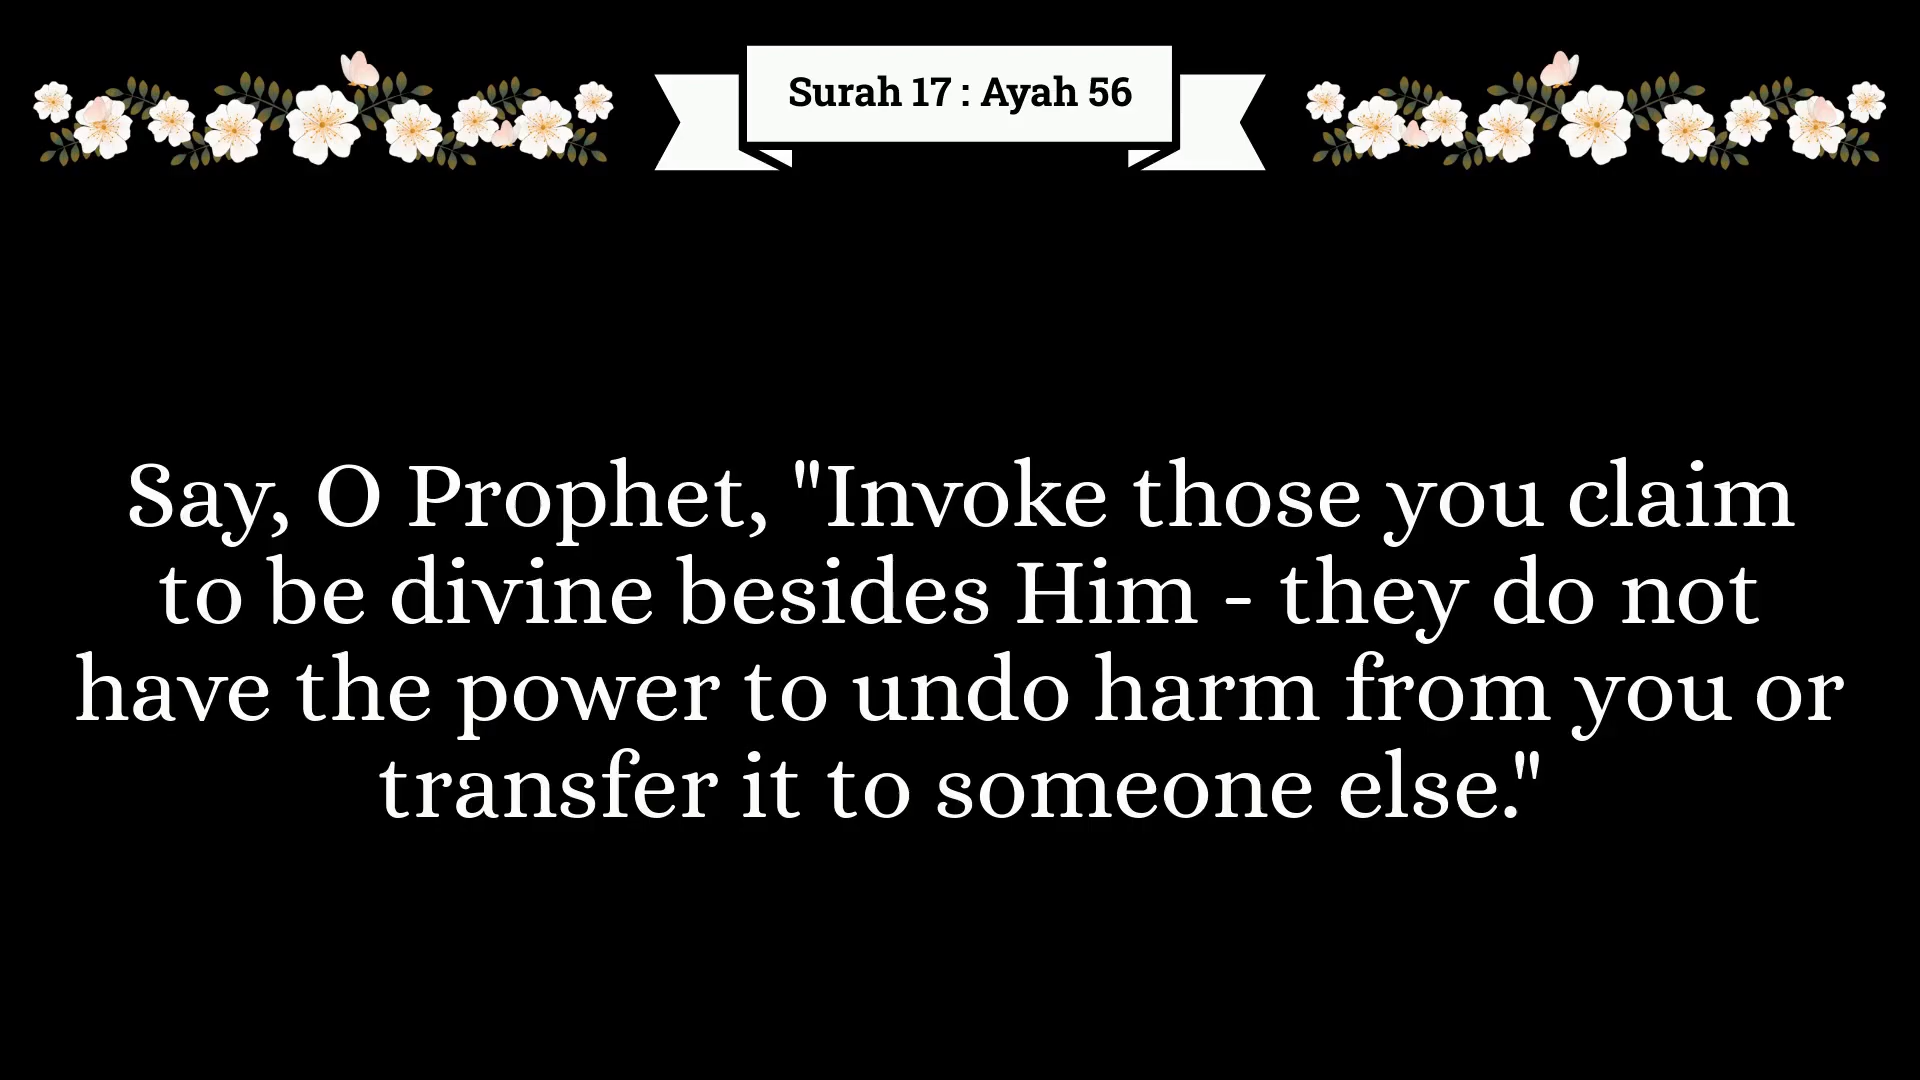 Surah 17 : Ayah 56
Say, O Prophet, "Invoke those you claim
to be divine besides Him - they do not
have the power to undo harm from you or
transfer it to someone else."